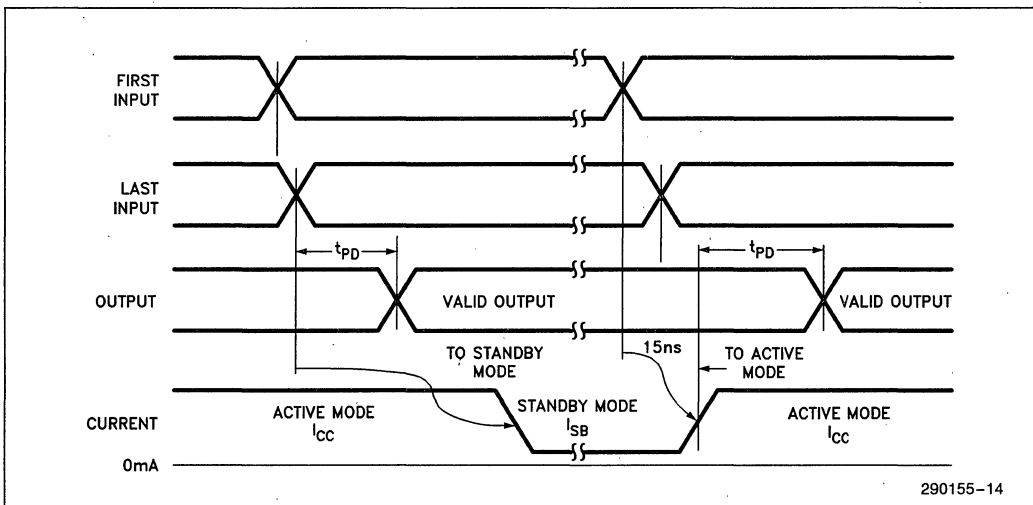 FIRST
INPUT
LAST
INPUT
tPD
tPD
OUTPUT
VALID OUTPUT
VALID OUTPUT
TO STANDBY
MODE
15ns
TO ACTIVE
MODE
CURRENT
ACTIVE MODE
ICC
STANDBY MODE
ISB
ACTIVE MODE
ICC
0mA
290155-14